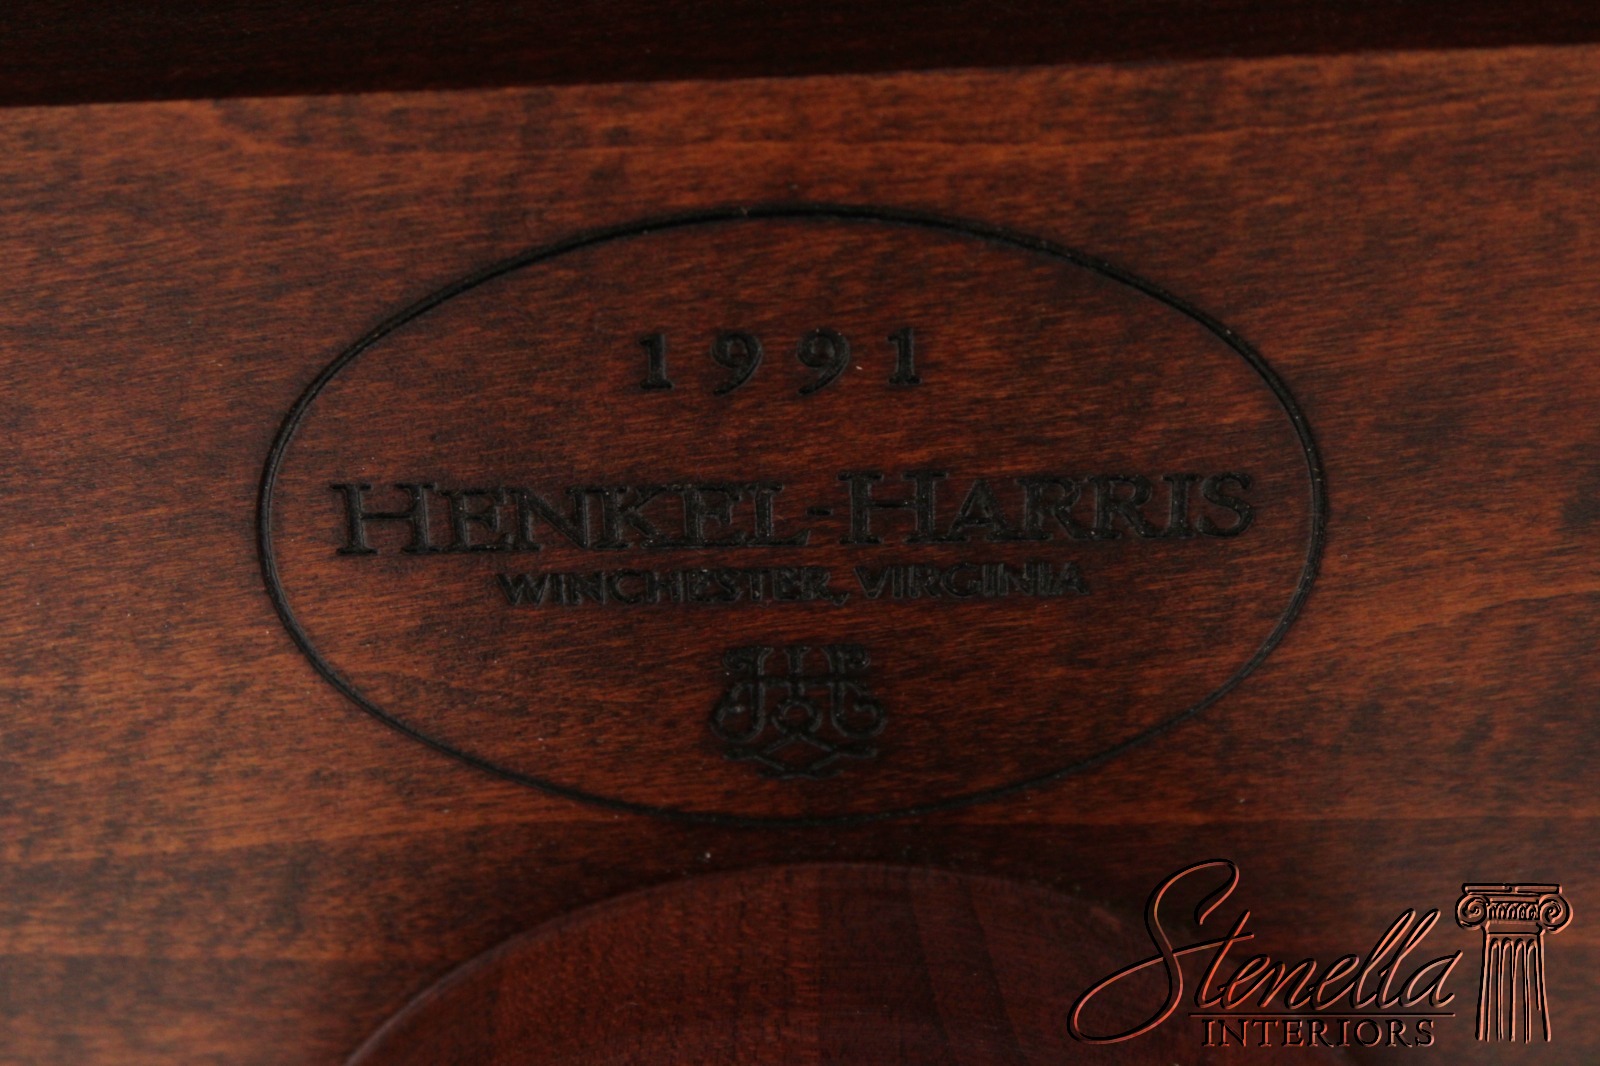 1991
HENKEL-HARRIS
WINCHESTER, VIRGINIA
Stenella
INTERIORS